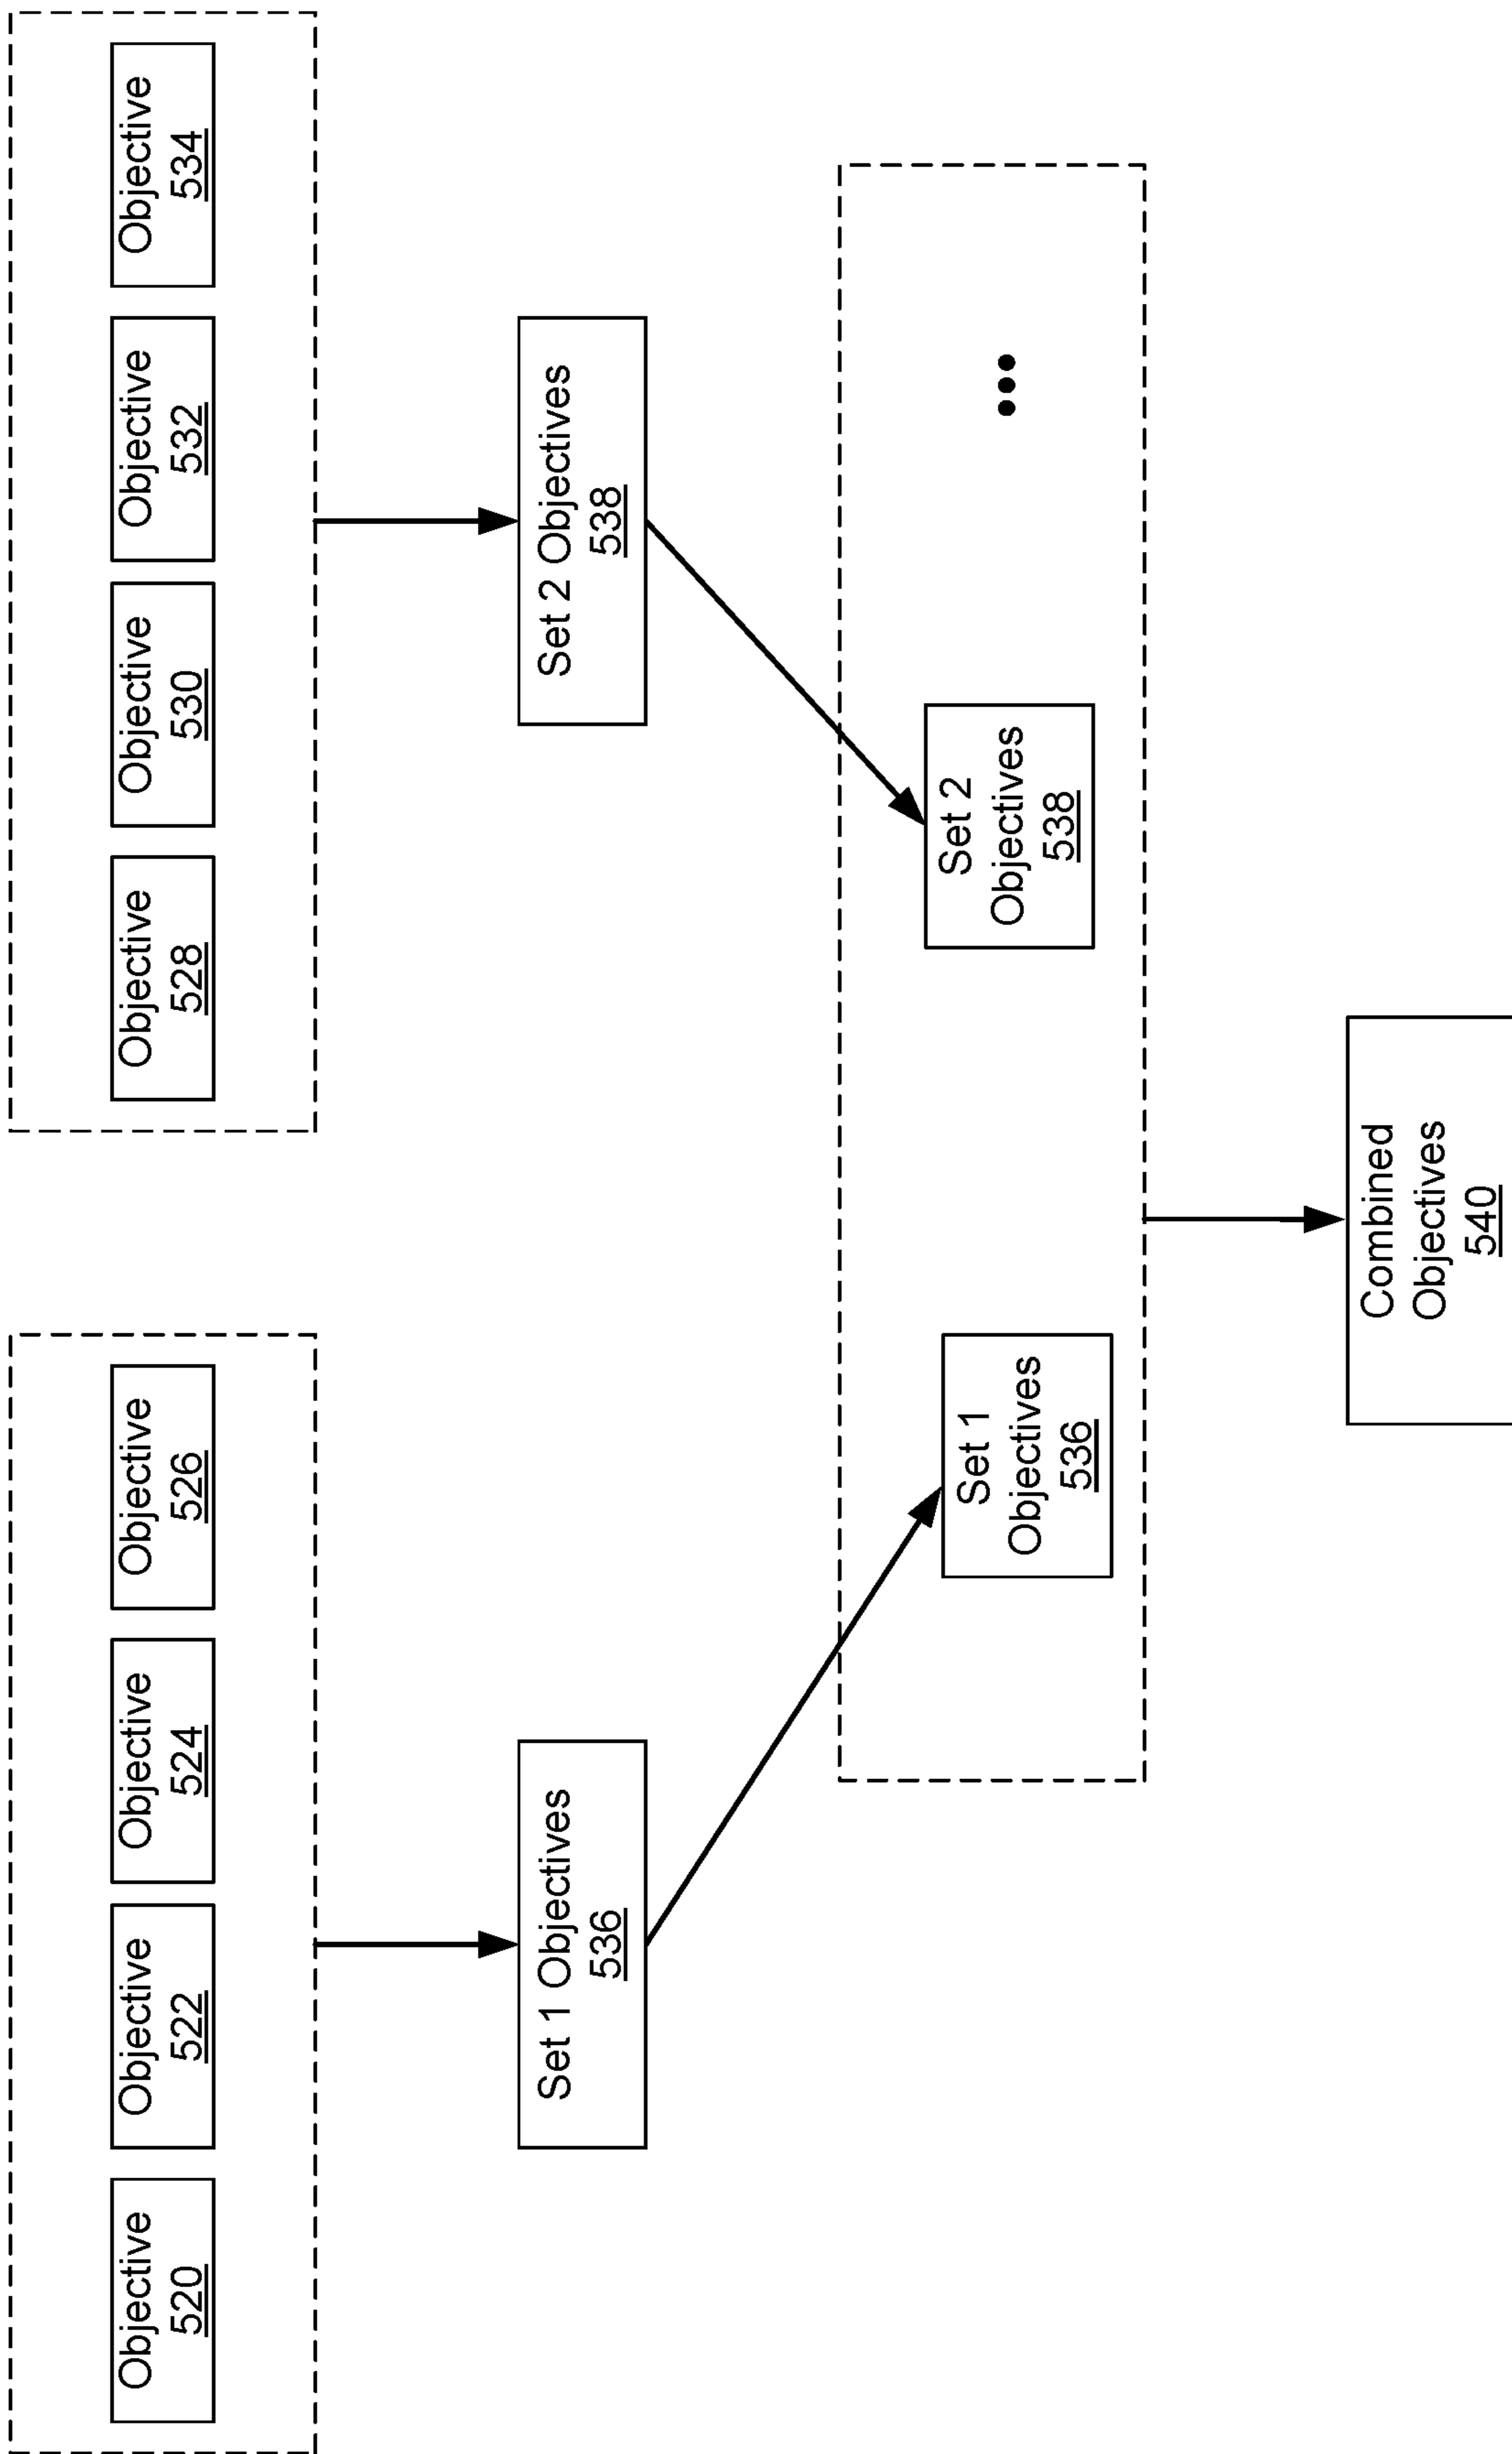 Objective
520
Objective
522
Objective
524
Objective
526
Objective
528
Objective
530
Objective
532
Objective
534
Set 1 Objectives
536
Set 2 Objectives
538
Set 1
Objectives
536
Set 2
Objectives
538
Combined
Objectives
540